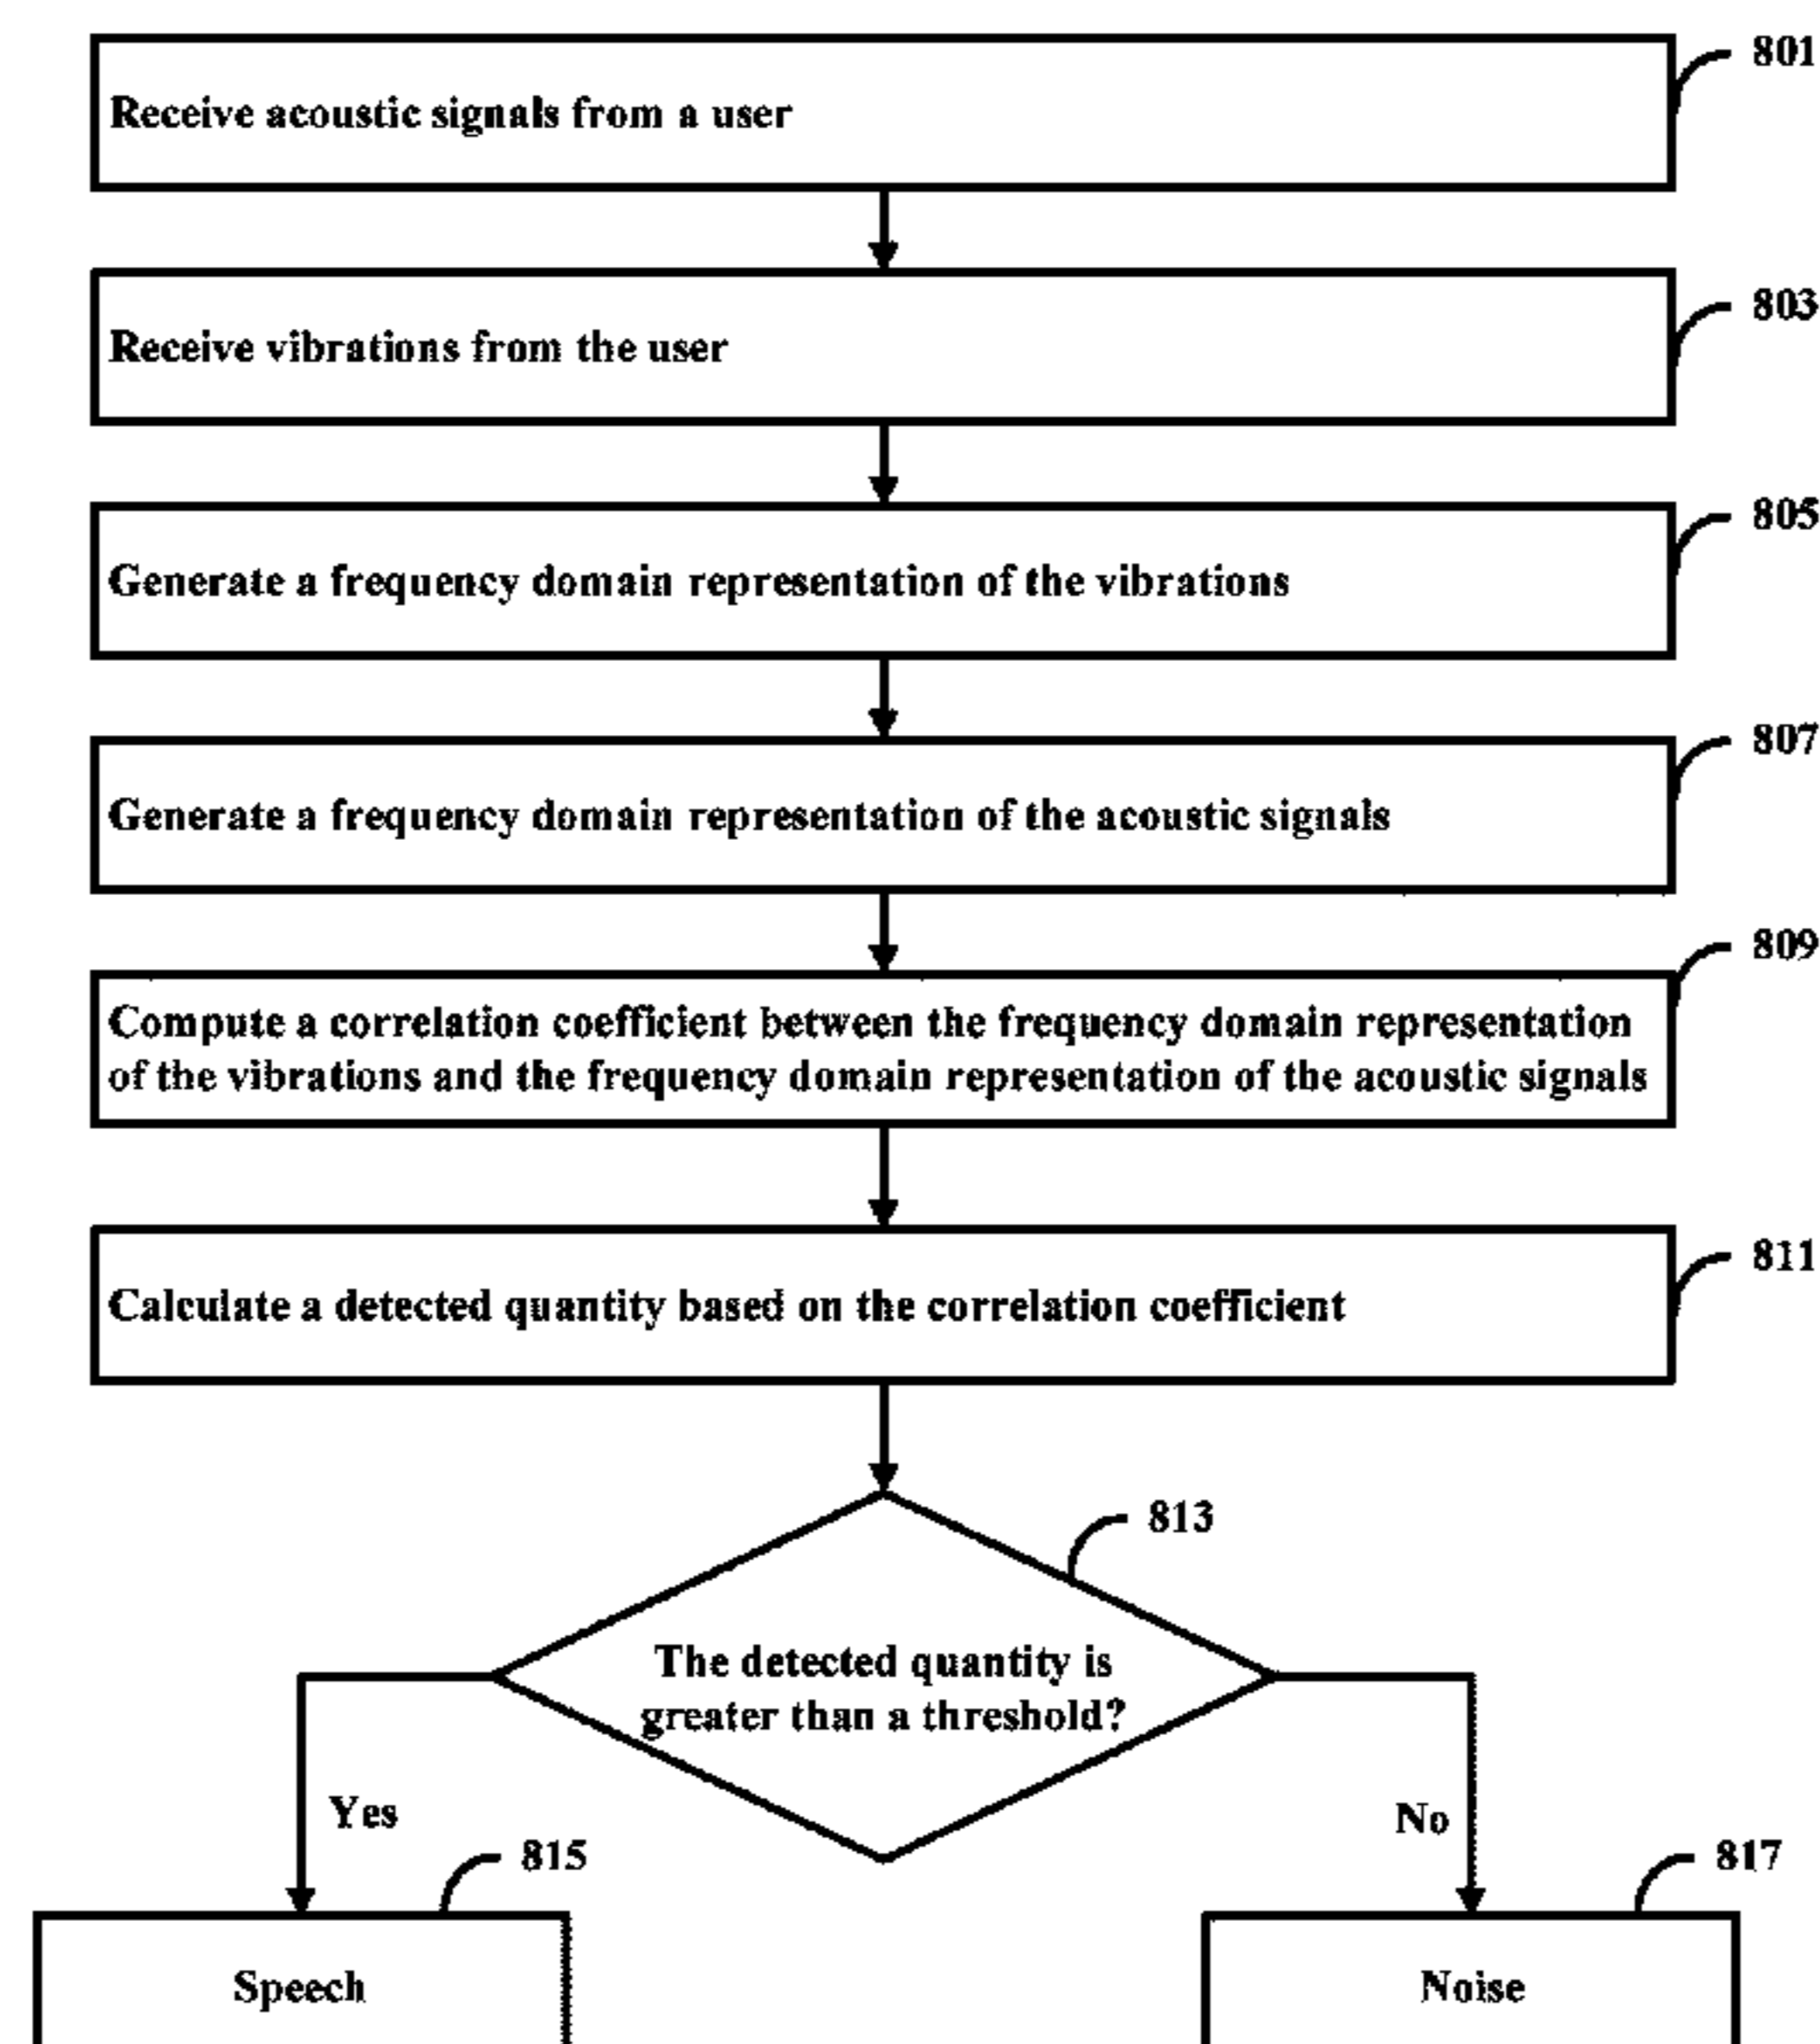 801
Receive acoustic signals from a user
803
Receive vibrations from the user
805
Generate a frequency domain representation of the vibrations
807
Generate a frequency domain representation of the acoustic signals
809
Compute a correlation coefficient between the frequency domain representation
of the vibrations and the frequency domain representation of the acoustic signals
811
Calculate a detected quantity based on the correlation coefficient
813
The detected quantity is
greater than a threshold?
Yes
No
815
817
Speech
Noise